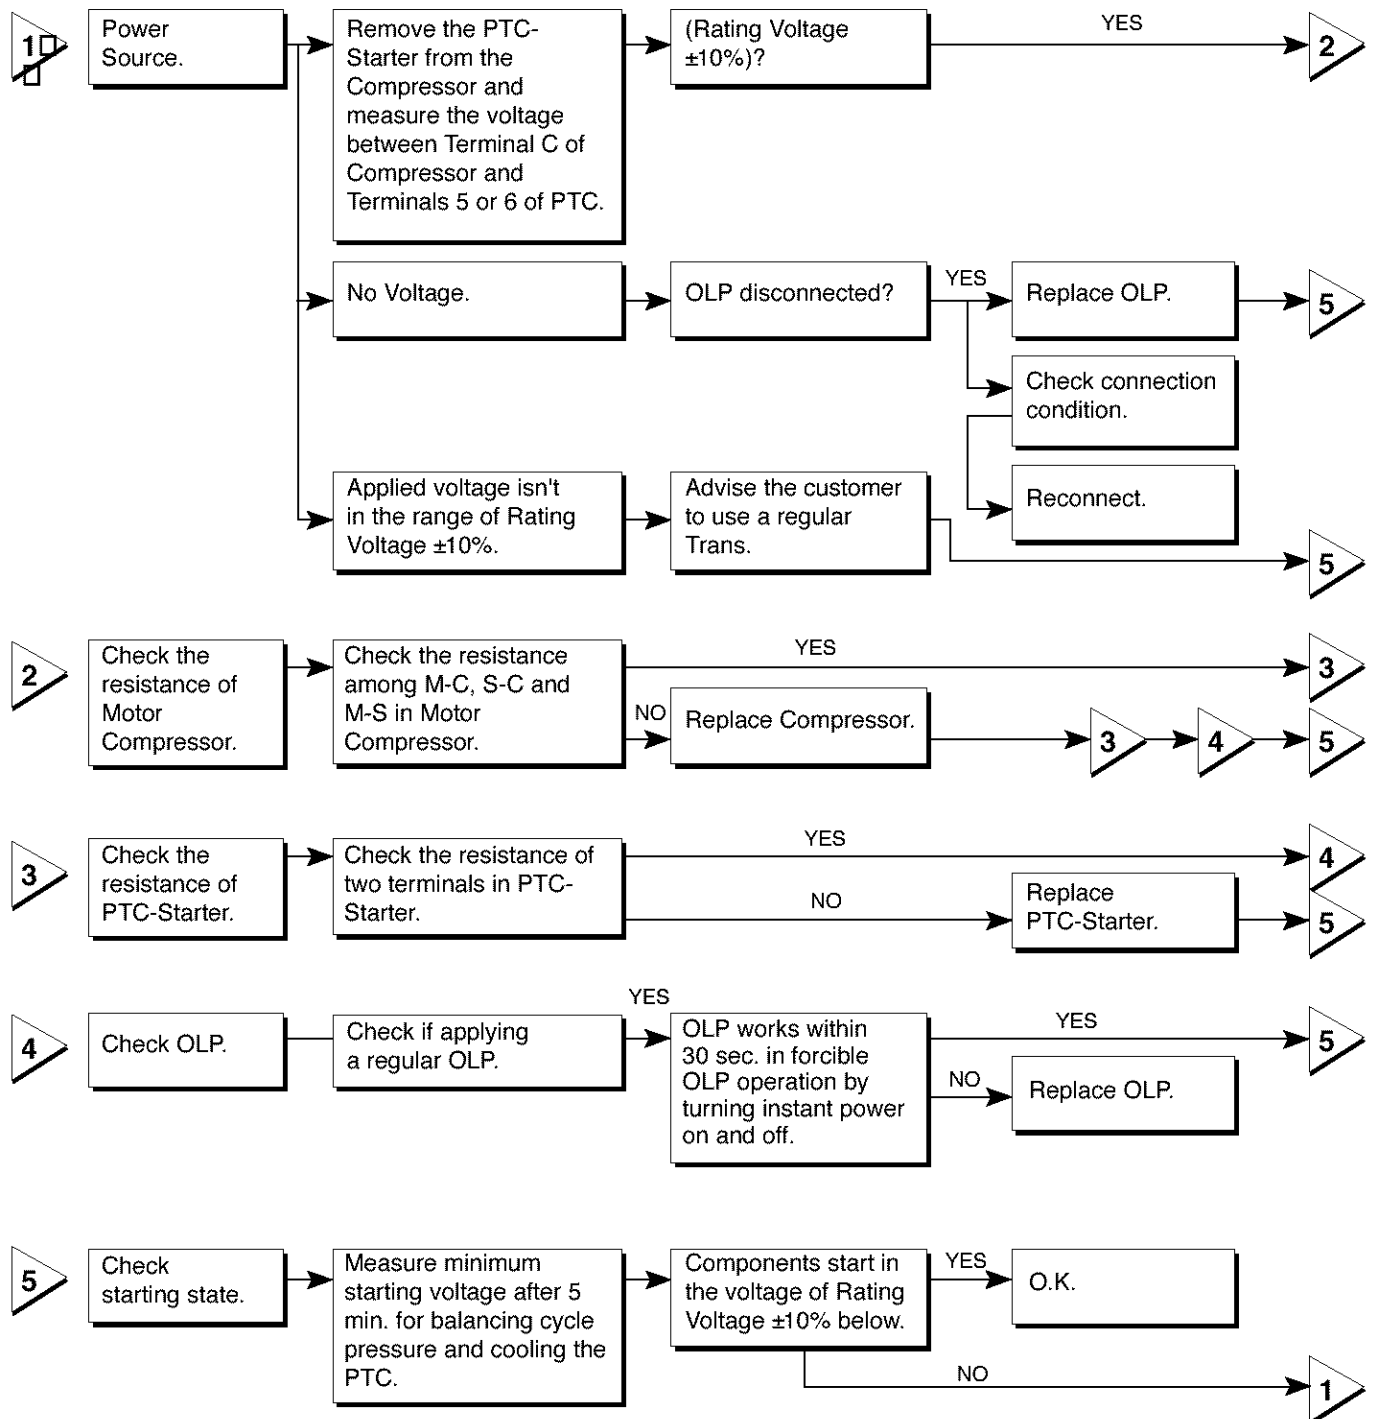 1
Power
Source.
Remove the PTC-
Starter from the
Compressor and
measure the voltage
between Terminal C of
Compressor and
Terminals 5 or 6 of PTC.
(Rating Voltage
±10%)?
YES
2
No Voltage.
OLP disconnected?
YES
Replace OLP.
5
Check connection
condition.
Reconnect.
Applied voltage isn't
in the range of Rating
Voltage ±10%.
Advise the customer
to use a regular
Trans.
5
2
Check the
resistance of
Motor
Compressor.
Check the resistance
among M-C, S-C and
M-S in Motor
Compressor.
YES
3
NO
Replace Compressor.
3
4
5
3
Check the
resistance of
PTC-Starter.
Check the resistance of
two terminals in PTC-
Starter.
YES
4
NO
Replace
PTC-Starter.
5
4
Check OLP.
Check if applying
a regular OLP.
YES
OLP works within
30 sec. in forcible
OLP operation by
turning instant power
on and off.
YES
5
NO
Replace OLP.
5
Check
starting state.
Measure minimum
starting voltage after 5
min. for balancing cycle
pressure and cooling the
PTC.
Components start in
the voltage of Rating
Voltage ±10% below.
YES
O.K.
NO
1